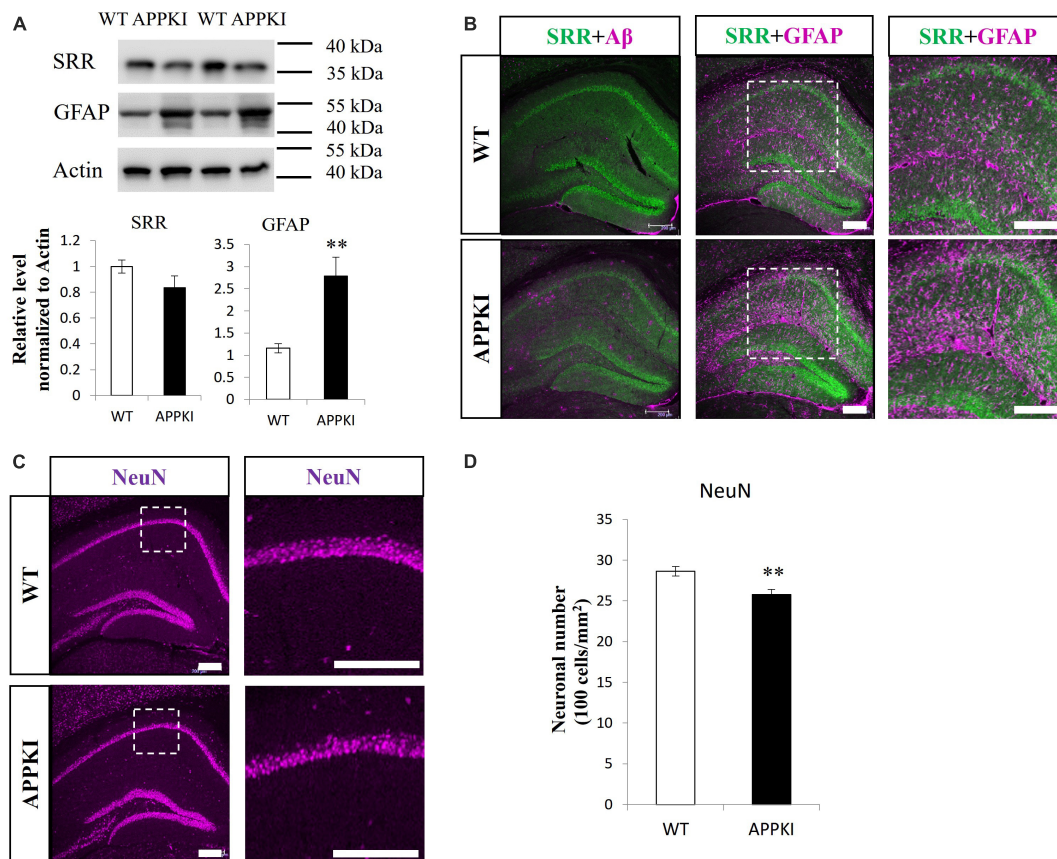 A
WT APPKI WT APPKI
SRR
40 kDa
35 kDa
GFAP
55 kDa
40 kDa
Actin
55 kDa
40 kDa
Relative level
normalized to Actin
SRR
1.2
1
0.8
0.6
0.4
0.2
0
WT
APPKI
GFAP
3.5
3
2.5
2
1.5
1
0.5
0
**
WT
APPKI
B
SRR+Aβ
SRR+GFAP
SRR+GFAP
WT
APPKI
C
NeuN
NeuN
WT
APPKI
D
NeuN
Neuronal number
(100 cells/mm²)
35
30
25
20
15
10
5
0
**
WT
APPKI